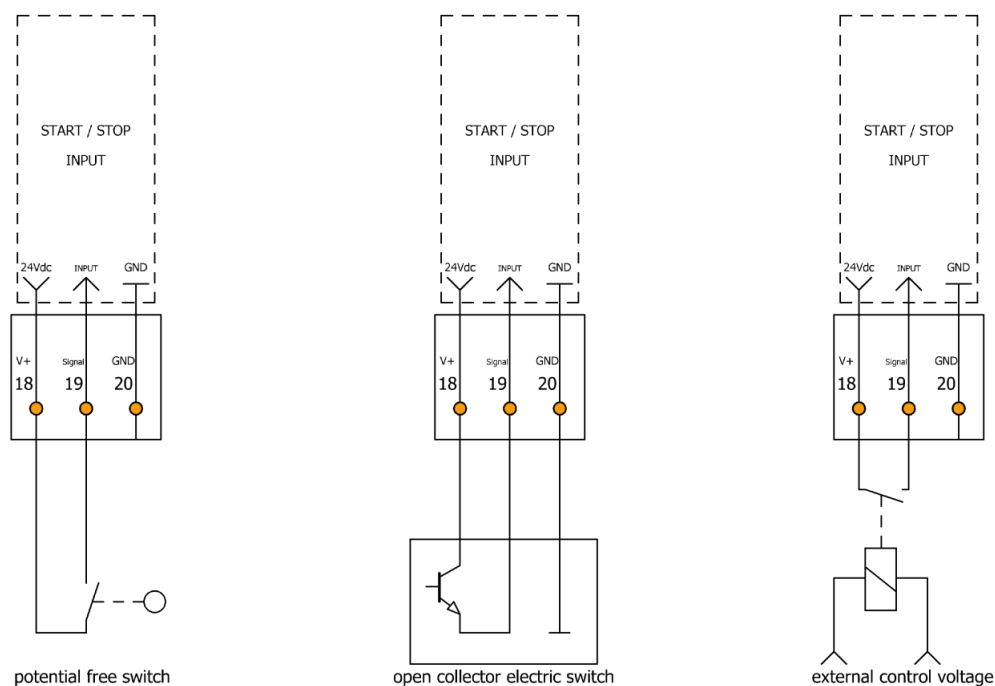 START / STOP
INPUT
24Vdc INPUT GND
V+ Signal GND
18 19 20
potential free switch
START / STOP
INPUT
24Vdc INPUT GND
V+ Signal GND
18 19 20
open collector electric switch
START / STOP
INPUT
24Vdc INPUT GND
V+ Signal GND
18 19 20
external control voltage